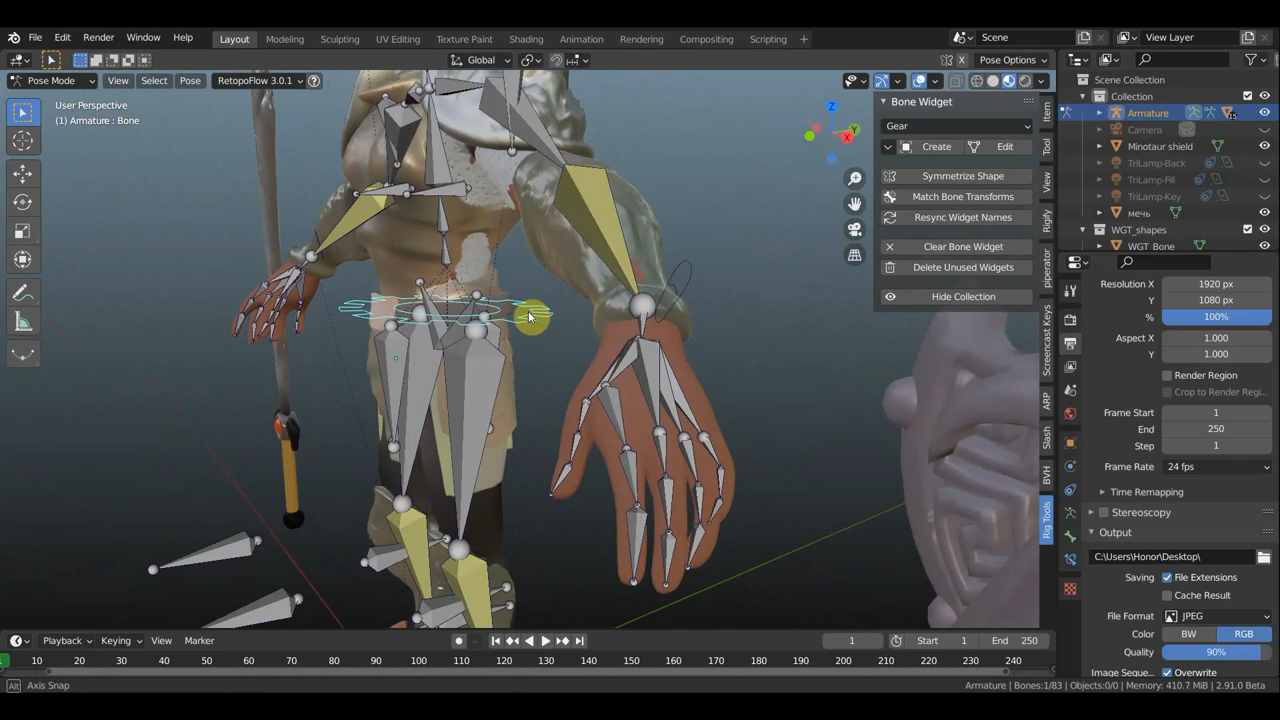 File Edit Render Window Help Layout Modeling Sculpting UV Editing Texture Paint Shading Animation Rendering Compositing Scripting + Scene View Layer
Global Pose Options
Pose Mode View Select Pose RetopoFlow 3.0.1
User Perspective
(1) Armature : Bone
Z
Y
X
Bone Widget
Gear
Create Edit
Symmetrize Shape
Match Bone Transforms
Resync Widget Names
Clear Bone Widget
Delete Unused Widgets
Hide Collection
Item
Tool
View
Rigify
piperator
Screencast Keys
ARP
Slash
BVH
Rig Tools
Scene Collection
Collection
Armature 15
Camera
Minotaur shield
TriLamp-Back
TriLamp-Fill
TriLamp-Key
мечь
WGT_shapes
WGT_Bone
Resolution X 1920 px
Y 1080 px
% 100%
Aspect X 1.000
Y 1.000
Render Region
Crop to Render Regi...
Frame Start 1
End 250
Step 1
Frame Rate 24 fps
Time Remapping
Stereoscopy
Output
C:\Users\Honor\Desktop\
Saving File Extensions
Cache Result
File Format JPEG
Color BW RGB
Quality 90%
Image Seque... Overwrite
Playback Keying View Marker 1 Start 1 End 250
10 20 30 40 50 60 70 80 90 100 110 120 130 140 150 160 170 180 190 200 210 220 230 240
Alt Axis Snap Armature | Bones:1/83 | Objects:0/0 | Memory: 410.7 MiB | 2.91.0 Beta